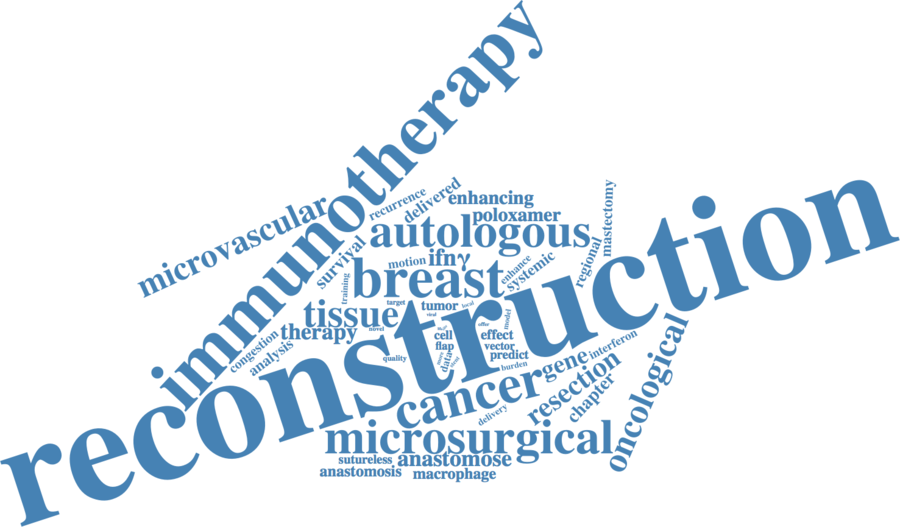 immunotherapy
reconstruction
microvascular
recurrence
delivered
enhancing
poloxamer
autologous
mastectomy
regional
survival
motion
ifnγ
breast
enhance
systemic
training
target
tumor
local
viral
tissue
therapy
novel
cell
flap
effect
vector
model
offer
predict
burden
data
quality
congestion
analysis
cancer
gene
interferon
resection
chapter
oncological
delivery
microsurgical
sutureless
anastomose
anastomosis
macrophage